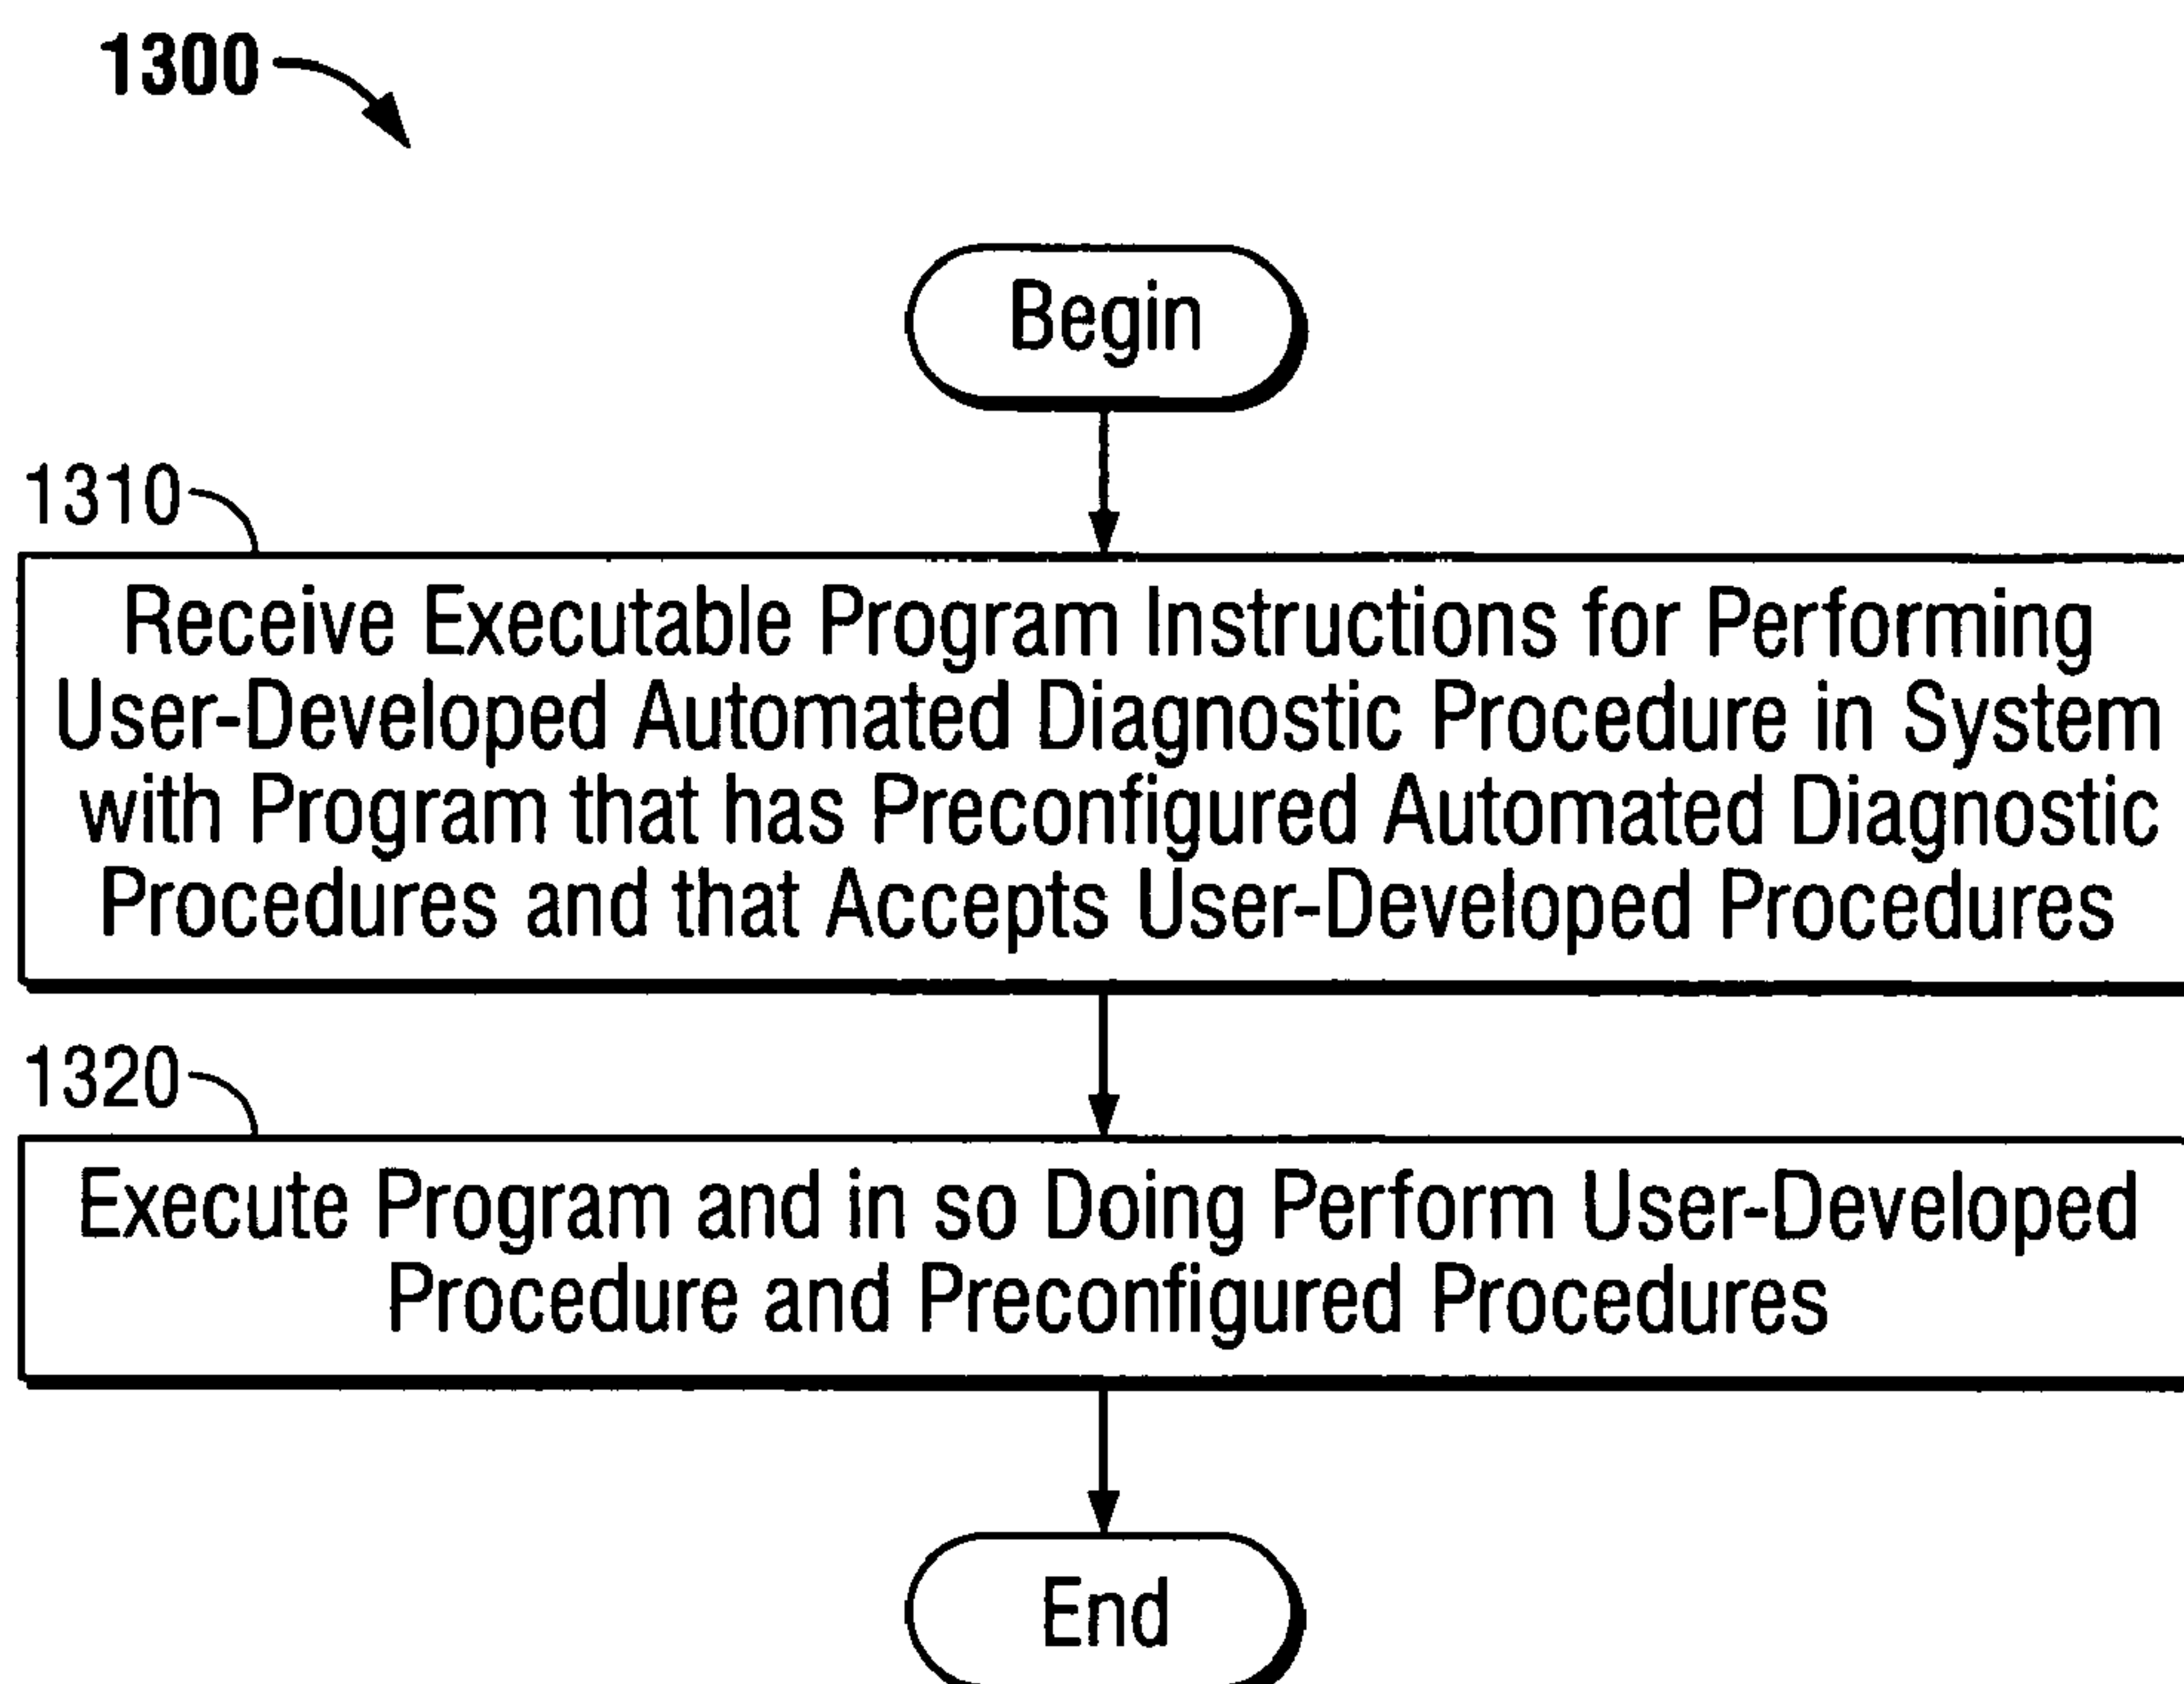 1300
Begin
1310
Receive Executable Program Instructions for Performing
User-Developed Automated Diagnostic Procedure in System
with Program that has Preconfigured Automated Diagnostic
Procedures and that Accepts User-Developed Procedures
1320
Execute Program and in so Doing Perform User-Developed
Procedure and Preconfigured Procedures
End